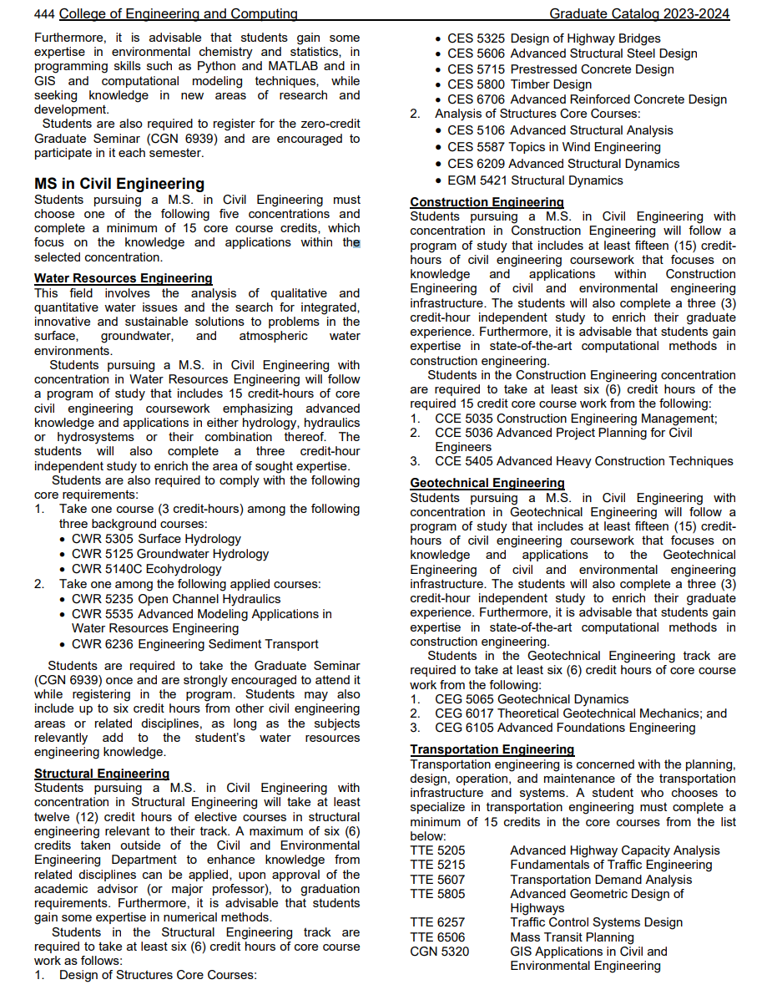 444 College of Engineering and Computing
Graduate Catalog 2023-2024
Furthermore, it is advisable that students gain some
expertise in environmental chemistry and statistics, in
programming skills such as Python and MATLAB and in
GIS and computational modeling techniques, while
seeking knowledge in new areas of research and
development.
Students are also required to register for the zero-credit
Graduate Seminar (CGN 6939) and are encouraged to
participate in it each semester.
MS in Civil Engineering
Students pursuing a M.S. in Civil Engineering must
choose one of the following five concentrations and
complete a minimum of 15 core course credits, which
focus on the knowledge and applications within the
selected concentration.
Water Resources Engineering
This field involves the analysis of qualitative and
quantitative water issues and the search for integrated,
innovative and sustainable solutions to problems in the
surface, groundwater, and atmospheric water
environments.
Students pursuing a M.S. in Civil Engineering with
concentration in Water Resources Engineering will follow
a program of study that includes 15 credit-hours of core
civil engineering coursework emphasizing advanced
knowledge and applications in either hydrology, hydraulics
or hydrosystems or their combination thereof. The
students will also complete a three credit-hour
independent study to enrich the area of sought expertise.
Students are also required to comply with the following
core requirements:
1. Take one course (3 credit-hours) among the following
three background courses:
• CWR 5305 Surface Hydrology
• CWR 5125 Groundwater Hydrology
• CWR 5140C Ecohydrology
2. Take one among the following applied courses:
• CWR 5235 Open Channel Hydraulics
• CWR 5535 Advanced Modeling Applications in
Water Resources Engineering
• CWR 6236 Engineering Sediment Transport
Students are required to take the Graduate Seminar
(CGN 6939) once and are strongly encouraged to attend it
while registering in the program. Students may also
include up to six credit hours from other civil engineering
areas or related disciplines, as long as the subjects
relevantly add to the student's water resources
engineering knowledge.
Structural Engineering
Students pursuing a M.S. in Civil Engineering with
concentration in Structural Engineering will take at least
twelve (12) credit hours of elective courses in structural
engineering relevant to their track. A maximum of six (6)
credits taken outside of the Civil and Environmental
Engineering Department to enhance knowledge from
related disciplines can be applied, upon approval of the
academic advisor (or major professor), to graduation
requirements. Furthermore, it is advisable that students
gain some expertise in numerical methods.
Students in the Structural Engineering track are
required to take at least six (6) credit hours of core course
work as follows:
1. Design of Structures Core Courses:
• CES 5325 Design of Highway Bridges
• CES 5606 Advanced Structural Steel Design
• CES 5715 Prestressed Concrete Design
• CES 5800 Timber Design
• CES 6706 Advanced Reinforced Concrete Design
2. Analysis of Structures Core Courses:
• CES 5106 Advanced Structural Analysis
• CES 5587 Topics in Wind Engineering
• CES 6209 Advanced Structural Dynamics
• EGM 5421 Structural Dynamics
Construction Engineering
Students pursuing a M.S. in Civil Engineering with
concentration in Construction Engineering will follow a
program of study that includes at least fifteen (15) credit-
hours of civil engineering coursework that focuses on
knowledge and applications within Construction
Engineering of civil and environmental engineering
infrastructure. The students will also complete a three (3)
credit-hour independent study to enrich their graduate
experience. Furthermore, it is advisable that students gain
expertise in state-of-the-art computational methods in
construction engineering.
Students in the Construction Engineering concentration
are required to take at least six (6) credit hours of the
required 15 credit core course work from the following:
1. CCE 5035 Construction Engineering Management;
2. CCE 5036 Advanced Project Planning for Civil
Engineers
3. CCE 5405 Advanced Heavy Construction Techniques
Geotechnical Engineering
Students pursuing a M.S. in Civil Engineering with
concentration in Geotechnical Engineering will follow a
program of study that includes at least fifteen (15) credit-
hours of civil engineering coursework that focuses on
knowledge and applications to the Geotechnical
Engineering of civil and environmental engineering
infrastructure. The students will also complete a three (3)
credit-hour independent study to enrich their graduate
experience. Furthermore, it is advisable that students gain
expertise in state-of-the-art computational methods in
construction engineering.
Students in the Geotechnical Engineering track are
required to take at least six (6) credit hours of core course
work from the following:
1. CEG 5065 Geotechnical Dynamics
2. CEG 6017 Theoretical Geotechnical Mechanics; and
3. CEG 6105 Advanced Foundations Engineering
Transportation Engineering
Transportation engineering is concerned with the planning,
design, operation, and maintenance of the transportation
infrastructure and systems. A student who chooses to
specialize in transportation engineering must complete a
minimum of 15 credits in the core courses from the list
below:
TTE 5205 Advanced Highway Capacity Analysis
TTE 5215 Fundamentals of Traffic Engineering
TTE 5607 Transportation Demand Analysis
TTE 5805 Advanced Geometric Design of
Highways
TTE 6257 Traffic Control Systems Design
TTE 6506 Mass Transit Planning
CGN 5320 GIS Applications in Civil and
Environmental Engineering